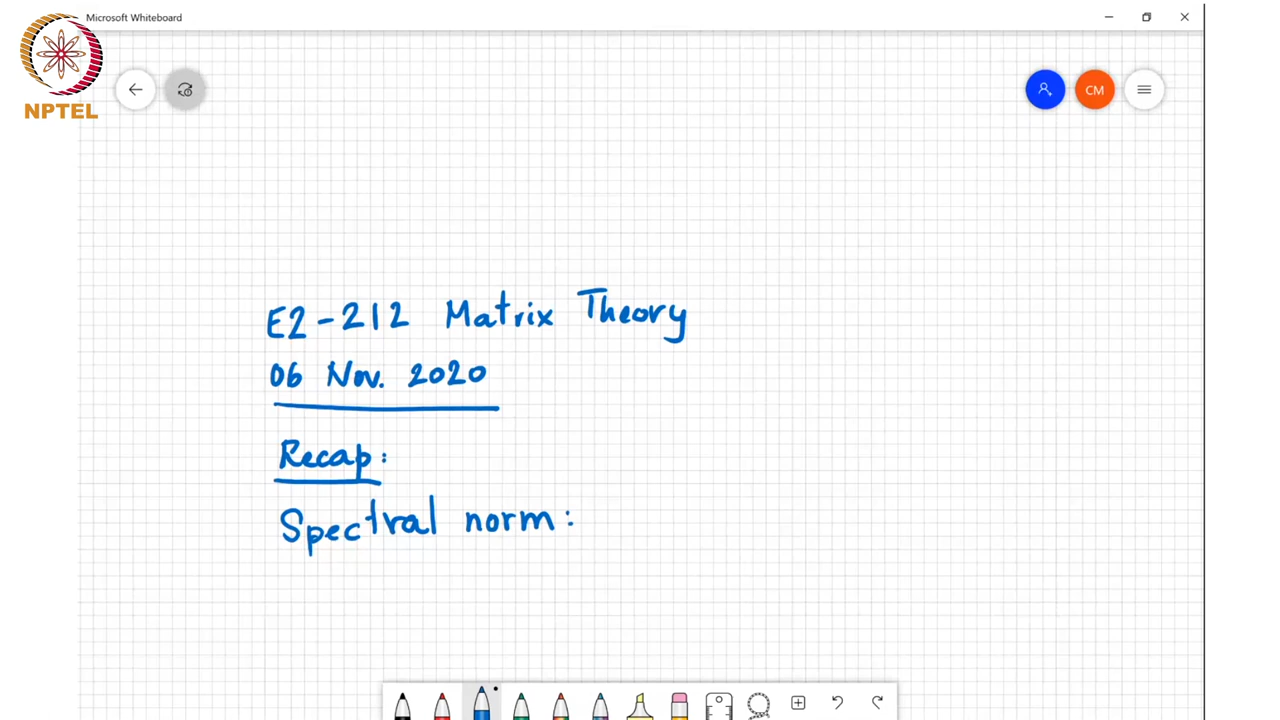 Microsoft Whiteboard
NPTEL
CM
E2-212 Matrix Theory
06 Nov. 2020
Recap:
Spectral norm: